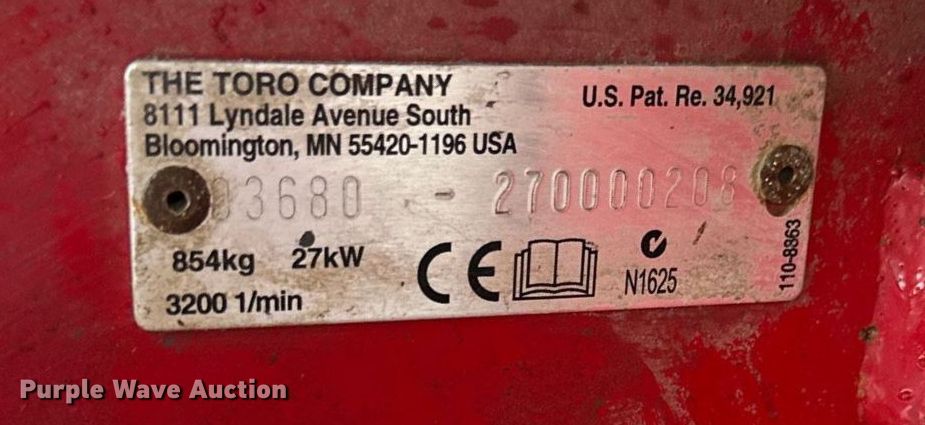 THE TORO COMPANY
8111 Lyndale Avenue South
Bloomington, MN 55420-1196 USA
U.S. Pat. Re. 34,921
03680 - 270000208
854kg 27kW
3200 1/min
CE
N1625
110-8863
Purple Wave Auction